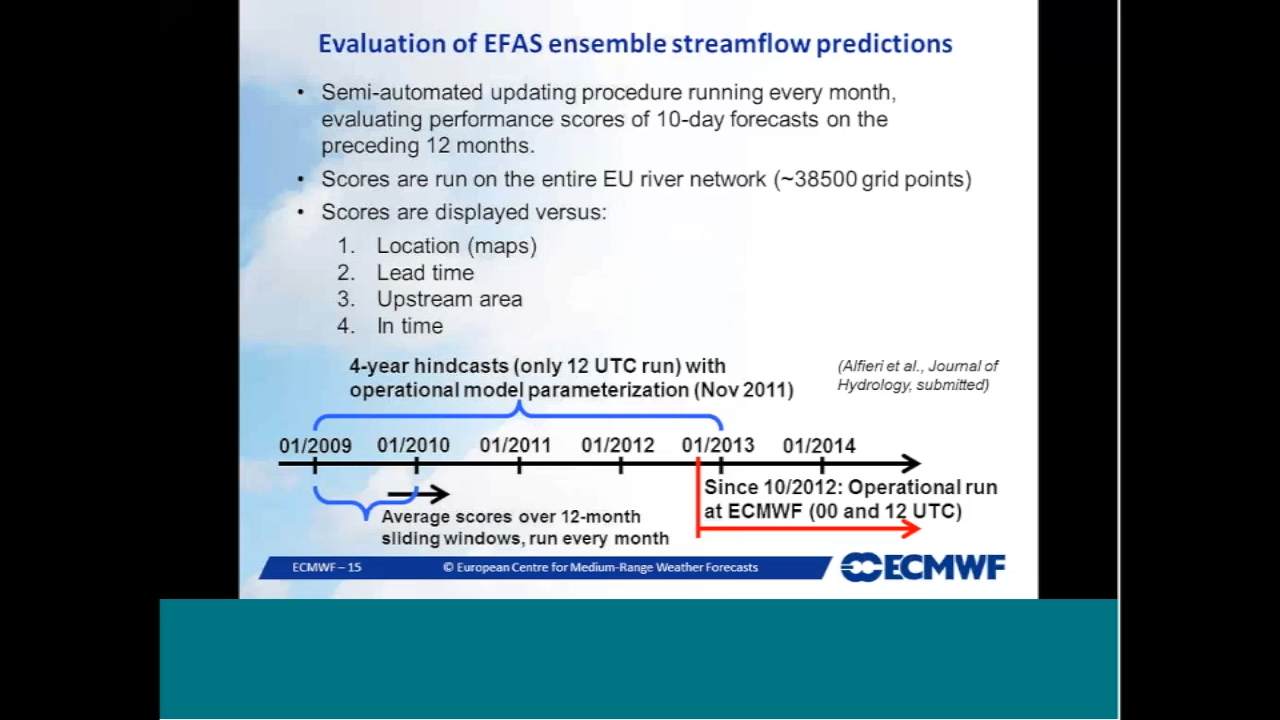 Evaluation of EFAS ensemble streamflow predictions
• Semi-automated updating procedure running every month,
evaluating performance scores of 10-day forecasts on the
preceding 12 months.
• Scores are run on the entire EU river network (~38500 grid points)
• Scores are displayed versus:
1. Location (maps)
2. Lead time
3. Upstream area
4. In time
4-year hindcasts (only 12 UTC run) with
operational model parameterization (Nov 2011)
(Alfieri et al., Journal of
Hydrology, submitted)
01/2009 01/2010 01/2011 01/2012 01/2013 01/2014
Since 10/2012: Operational run
at ECMWF (00 and 12 UTC)
Average scores over 12-month
sliding windows, run every month
ECMWF – 15 © European Centre for Medium-Range Weather Forecasts ECMWF